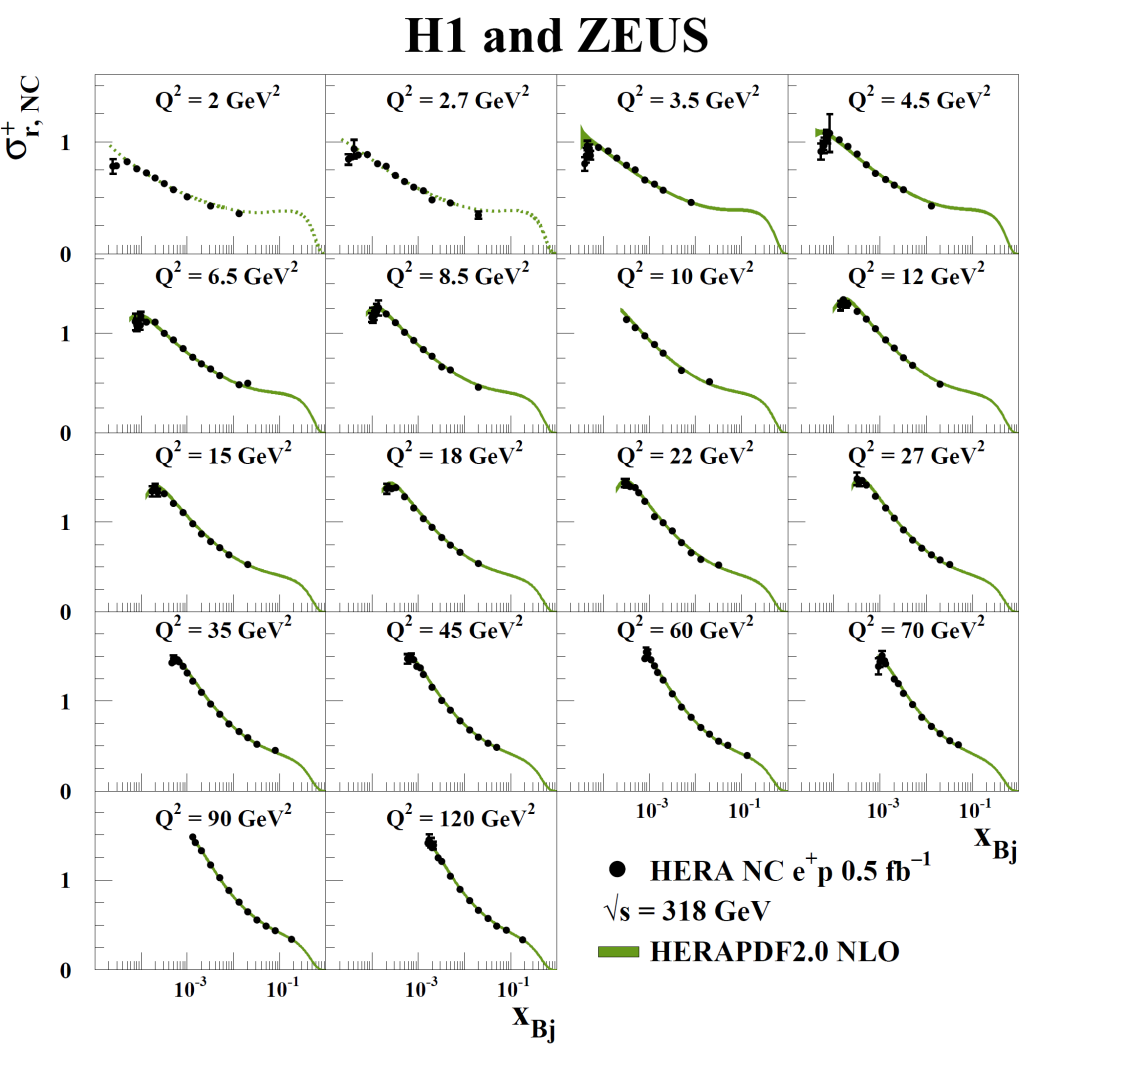 H1 and ZEUS
σ⁺r, NC
Q² = 2 GeV² Q² = 2.7 GeV² Q² = 3.5 GeV² Q² = 4.5 GeV²
1
0
Q² = 6.5 GeV² Q² = 8.5 GeV² Q² = 10 GeV² Q² = 12 GeV²
1
0
Q² = 15 GeV² Q² = 18 GeV² Q² = 22 GeV² Q² = 27 GeV²
1
0
Q² = 35 GeV² Q² = 45 GeV² Q² = 60 GeV² Q² = 70 GeV²
1
0
10⁻³ 10⁻¹ 10⁻³ 10⁻¹
xBj
Q² = 90 GeV² Q² = 120 GeV²
1
0
10⁻³ 10⁻¹ 10⁻³ 10⁻¹
xBj
HERA NC e⁺p 0.5 fb⁻¹
√s = 318 GeV
HERAPDF2.0 NLO